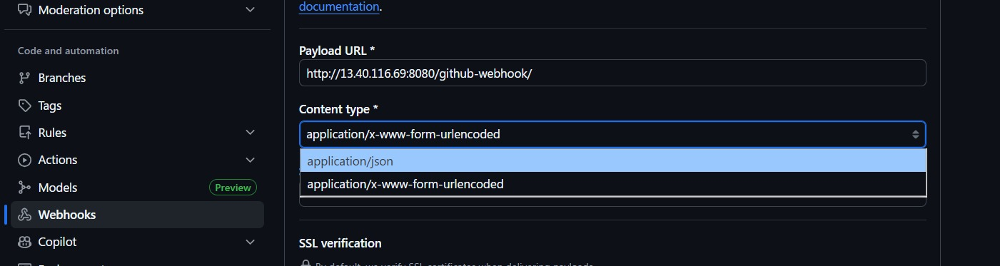 Moderation options
Code and automation
Branches
Tags
Rules
Actions
Models
Preview
Webhooks
Copilot
documentation.
Payload URL *
http://13.40.116.69:8080/github-webhook/
Content type *
application/x-www-form-urlencoded
application/json
application/x-www-form-urlencoded
SSL verification
By default, we verify SSL certificates when delivering payloads.